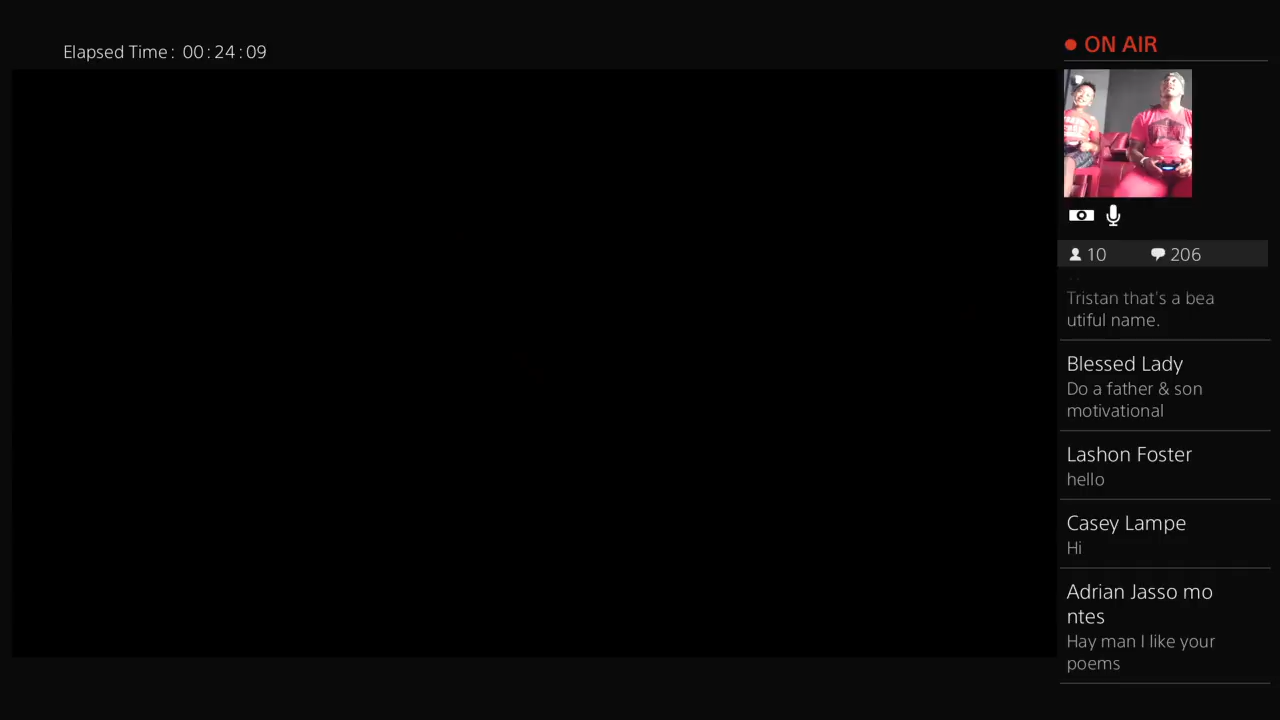 Elapsed Time: 00:24:09
ON AIR
10 206
Tristan that's a bea
utiful name.
Blessed Lady
Do a father & son
motivational
Lashon Foster
hello
Casey Lampe
Hi
Adrian Jasso mo
ntes
Hay man I like your
poems